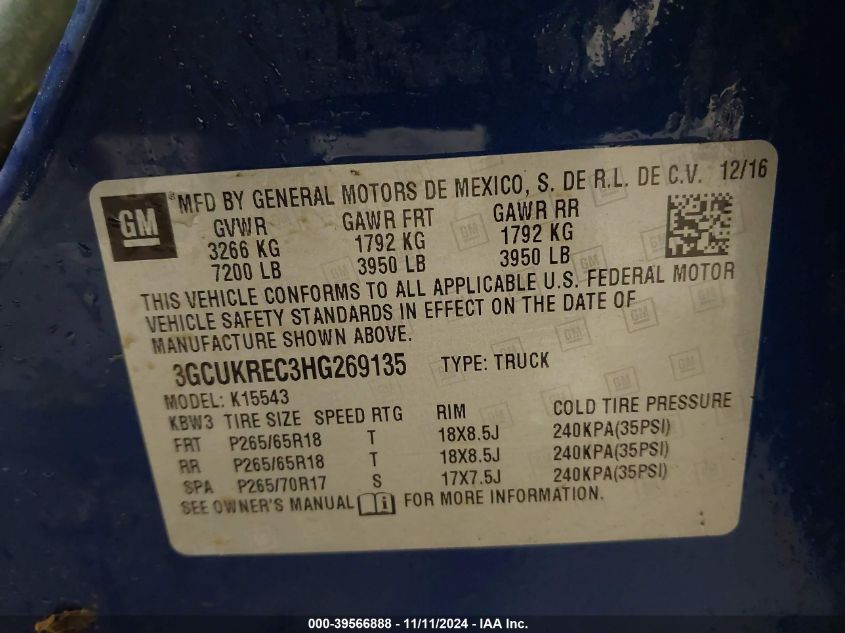 GM
® MFD BY GENERAL MOTORS DE MEXICO, S. DE R.L. DE C.V. 12/16
GVWR GAWR FRT GAWR RR
3266 KG 1792 KG 1792 KG
7200 LB 3950 LB 3950 LB
THIS VEHICLE CONFORMS TO ALL APPLICABLE U.S. FEDERAL MOTOR
VEHICLE SAFETY STANDARDS IN EFFECT ON THE DATE OF
MANUFACTURE SHOWN ABOVE.
3GCUKREC3HG269135 TYPE: TRUCK
MODEL: K15543
KBW3 TIRE SIZE SPEED RTG RIM COLD TIRE PRESSURE
FRT P265/65R18 T 18X8.5J 240KPA(35PSI)
RR P265/65R18 T 18X8.5J 240KPA(35PSI)
SPA P265/70R17 S 17X7.5J 240KPA(35PSI)
SEE OWNER'S MANUAL i FOR MORE INFORMATION.
000-39566888 - 11/11/2024 - IAA Inc.